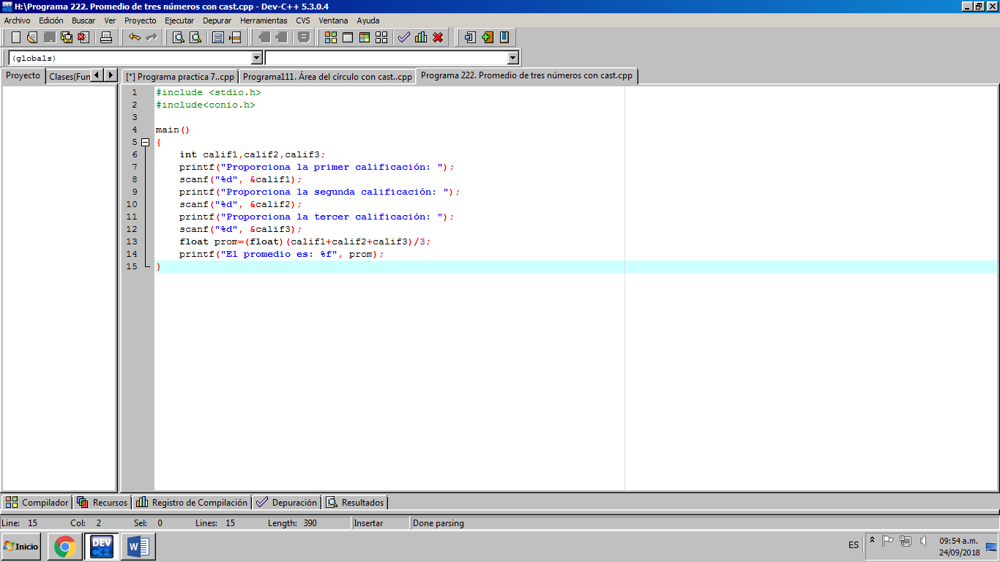 H:\Programa 222. Promedio de tres números con cast.cpp - Dev-C++ 5.3.0.4
Archivo Edición Buscar Ver Proyecto Ejecutar Depurar Herramientas CVS Ventana Ayuda
(globals)
Proyecto Clases(Fun [*] Programa practica 7..cpp Programa111. Área del círculo con cast..cpp Programa 222. Promedio de tres números con cast.cpp
1 #include <stdio.h>
2 #include<conio.h>
3
4 main()
5 {
6 int calif1,calif2,calif3;
7 printf("Proporciona la primer calificación: ");
8 scanf("%d", &calif1);
9 printf("Proporciona la segunda calificación: ");
10 scanf("%d", &calif2);
11 printf("Proporciona la tercer calificación: ");
12 scanf("%d", &calif3);
13 float prom=(float)(calif1+calif2+calif3)/3;
14 printf("El promedio es: %f", prom);
15 }
Compilador Recursos Registro de Compilación Depuración Resultados
Line: 15 Col: 2 Sel: 0 Lines: 15 Length: 390 Insertar Done parsing
Inicio DEV C++ W ES 09:54 a.m.
24/09/2018